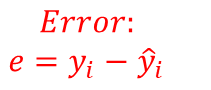 Error:
e = yᵢ − ŷᵢ